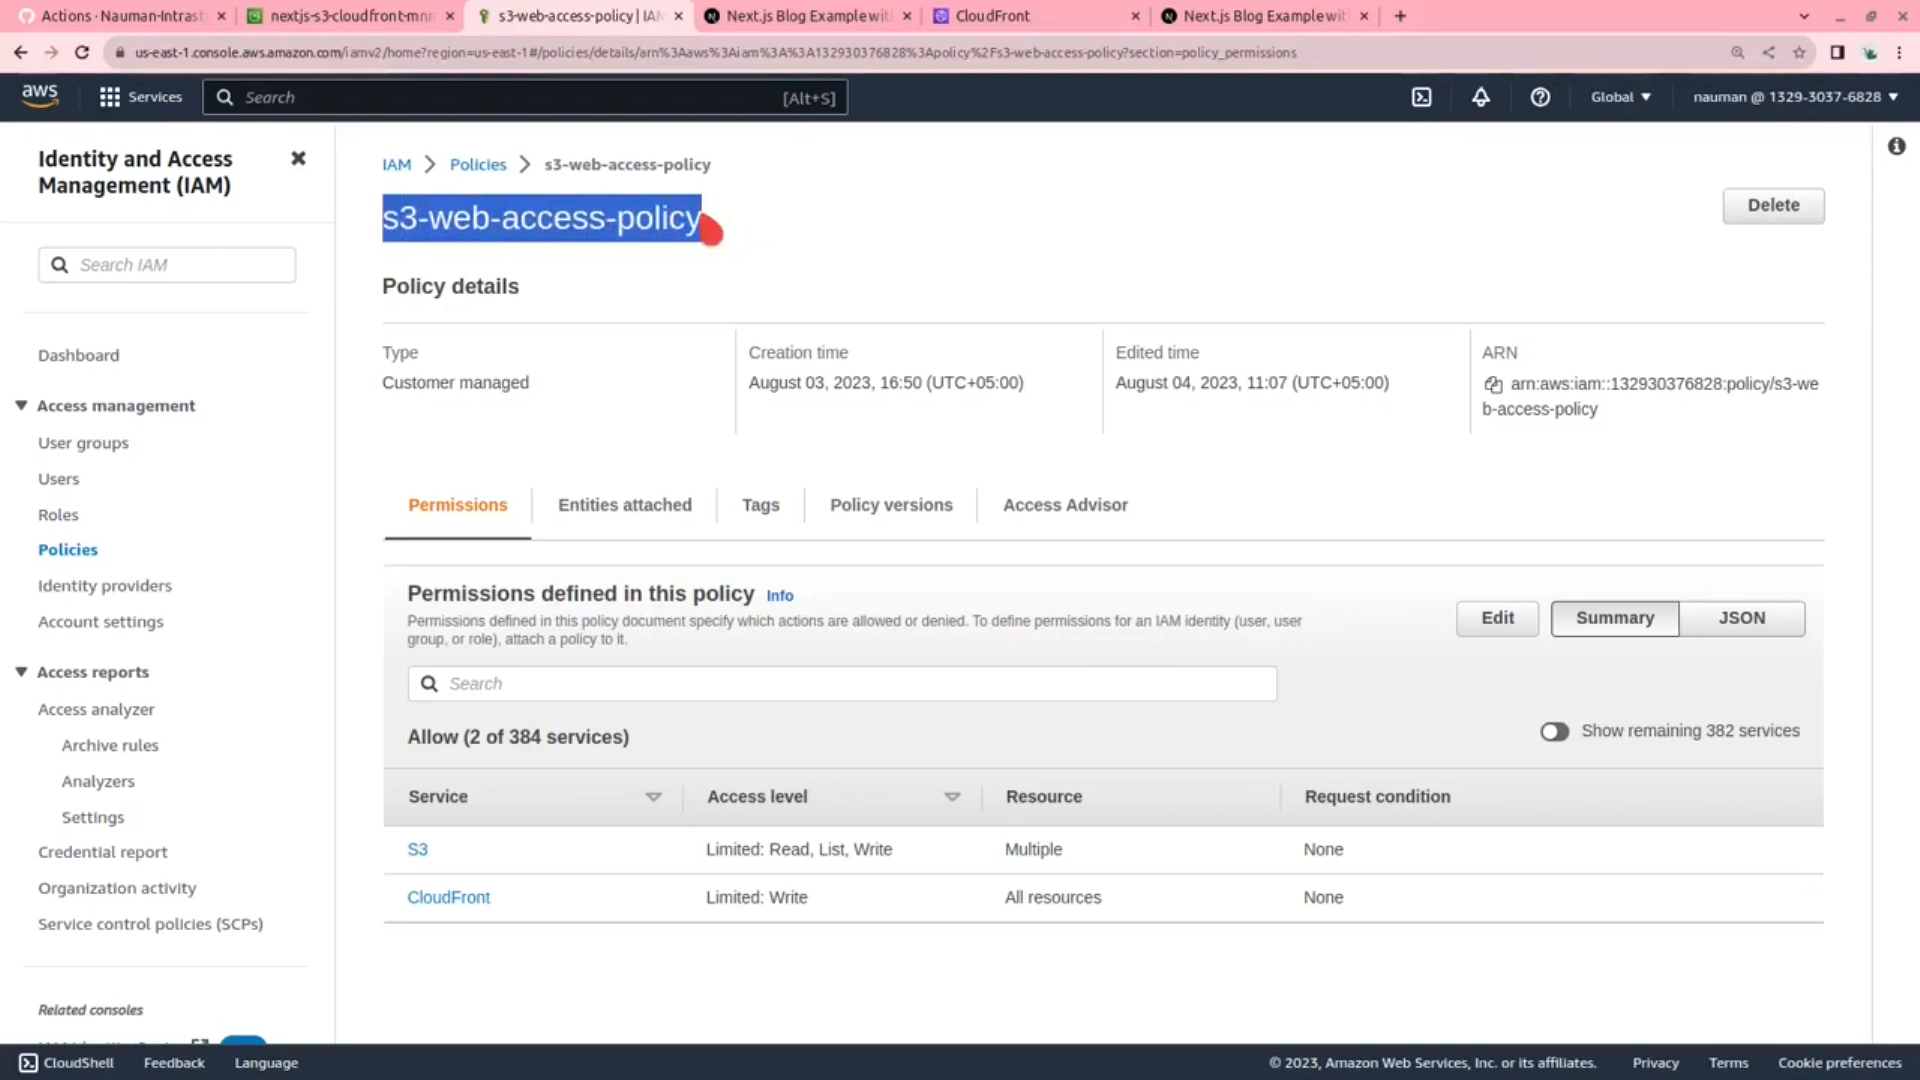 Actions · Nauman-Intrast
nextjs-s3-cloudfront-mnn
s3-web-access-policy | IAM
Next.js Blog Example wit
CloudFront
Next.js Blog Example wit
us-east-1.console.aws.amazon.com/iamv2/home?region=us-east-1#/policies/details/arn%3Aaws%3Aiam%3A%3A132930376828%3Apolicy%2Fs3-web-access-policy?section=policy_permissions
aws
Services
Search
[Alt+S]
Global
nauman @ 1329-3037-6828
Identity and Access
Management (IAM)
Search IAM
Dashboard
Access management
User groups
Users
Roles
Policies
Identity providers
Account settings
Access reports
Access analyzer
Archive rules
Analyzers
Settings
Credential report
Organization activity
Service control policies (SCPs)
Related consoles
IAM Policies s3-web-access-policy
s3-web-access-policy
Delete
Policy details
Type
Customer managed
Creation time
August 03, 2023, 16:50 (UTC+05:00)
Edited time
August 04, 2023, 11:07 (UTC+05:00)
ARN
arn:aws:iam::132930376828:policy/s3-we
b-access-policy
Permissions
Entities attached
Tags
Policy versions
Access Advisor
Permissions defined in this policy Info
Permissions defined in this policy document specify which actions are allowed or denied. To define permissions for an IAM identity (user, user
group, or role), attach a policy to it.
Edit
Summary
JSON
Search
Allow (2 of 384 services)
Show remaining 382 services
Service Access level Resource Request condition
S3 Limited: Read, List, Write Multiple None
CloudFront Limited: Write All resources None
CloudShell
Feedback
Language
© 2023, Amazon Web Services, Inc. or its affiliates.
Privacy
Terms
Cookie preferences